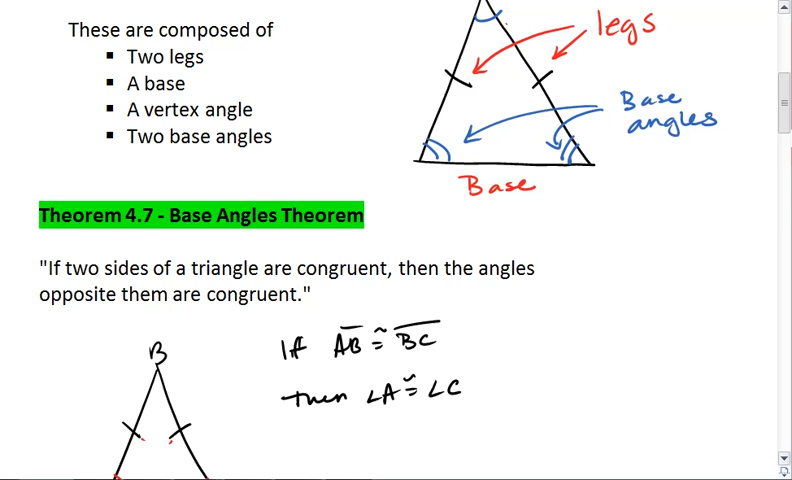 These are composed of
▪ Two legs
▪ A base
▪ A vertex angle
▪ Two base angles
legs
Base
angles
Base
Theorem 4.7 - Base Angles Theorem
"If two sides of a triangle are congruent, then the angles
opposite them are congruent."
B
If AB ≅ BC
then ∠A ≅ ∠C